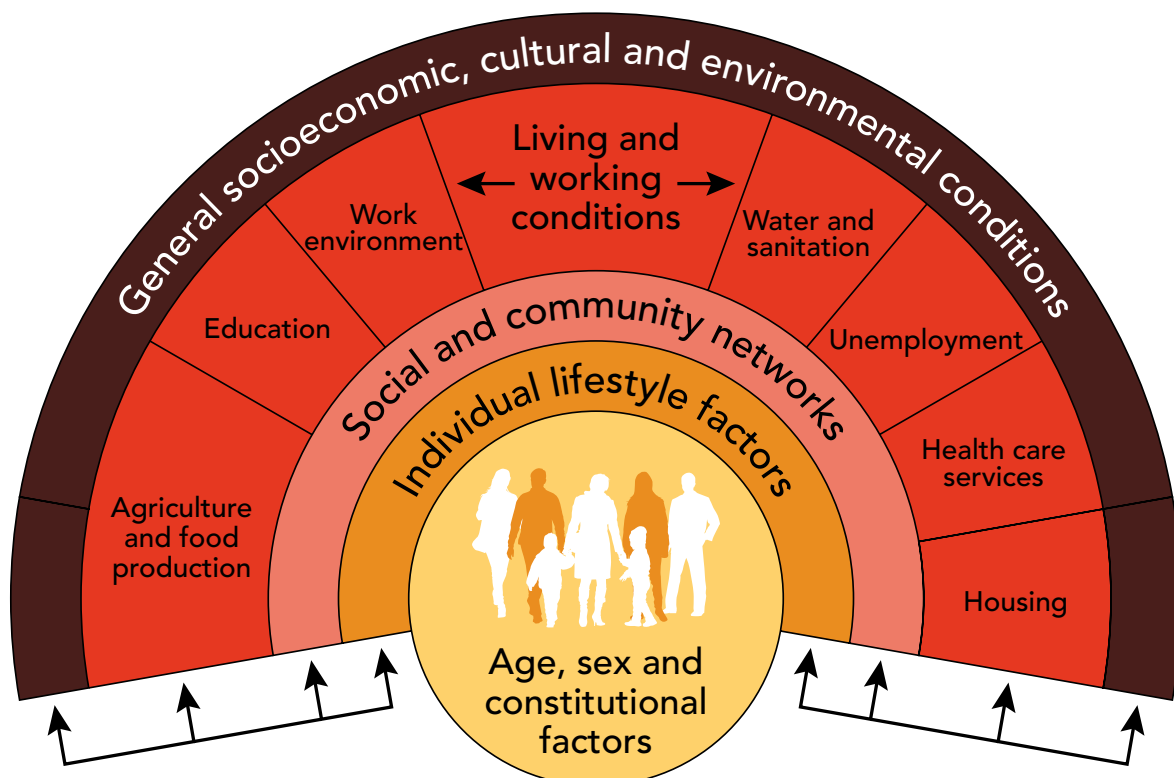 General socioeconomic, cultural and environmental conditions
Living and
working
conditions
Work
environment
Water and
sanitation
Education
Unemployment
Agriculture
and food
production
Health care
services
Housing
Social and community networks
Individual lifestyle factors
Age, sex and
constitutional
factors